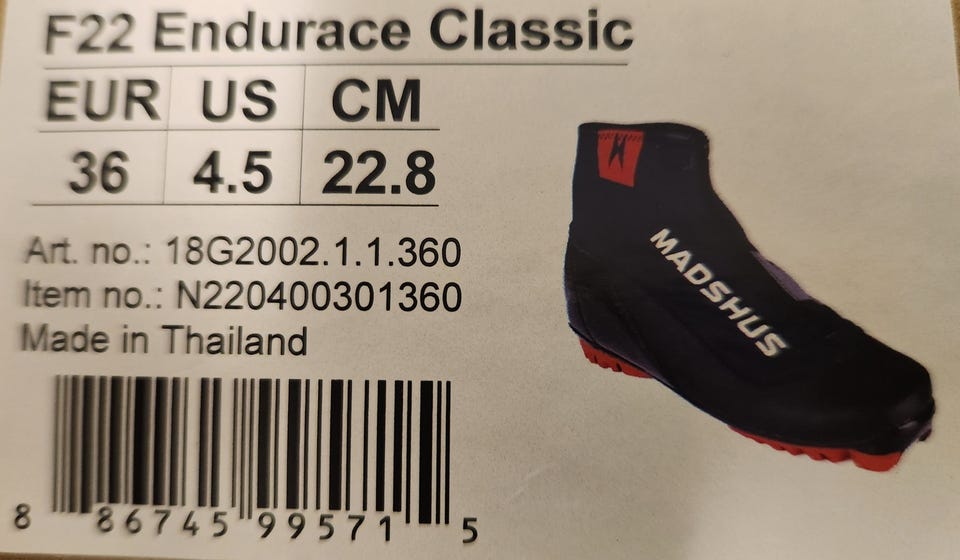 F22 Endurace Classic
EUR US CM
36 4.5 22.8
Art. no.: 18G2002.1.1.360
Item no.: N220400301360
Made in Thailand
8 86745 99571 5
MADSHUS